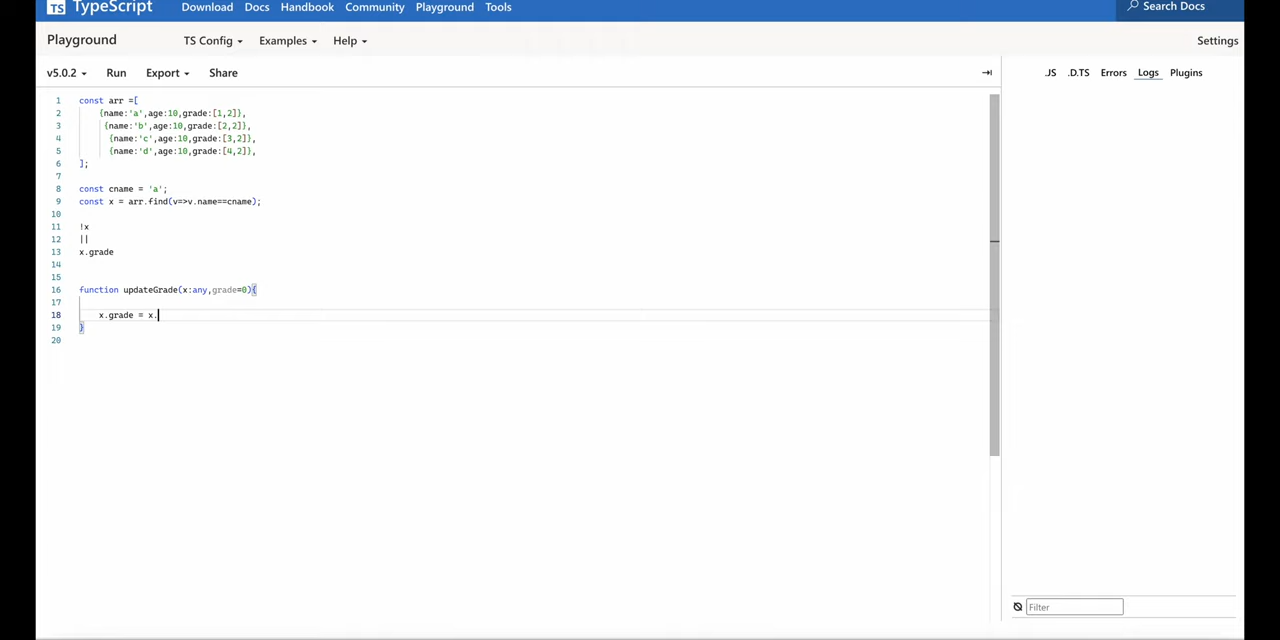 TS TypeScript Download Docs Handbook Community Playground Tools Search Docs
Playground TS Config Examples Help Settings
v5.0.2 Run Export Share .JS .D.TS Errors Logs Plugins
1 const arr =[
2 {name:'a',age:10,grade:[1,2]},
3 {name:'b',age:10,grade:[2,2]},
4 {name:'c',age:10,grade:[3,2]},
5 {name:'d',age:10,grade:[4,2]},
6 ];
7
8 const cname = 'a';
9 const x = arr.find(v=>v.name==cname);
10
11 !x
12 ||
13 x.grade
14
15
16 function updateGrade(x:any,grade=0){
17
18 x.grade = x.
19 }
20
Filter